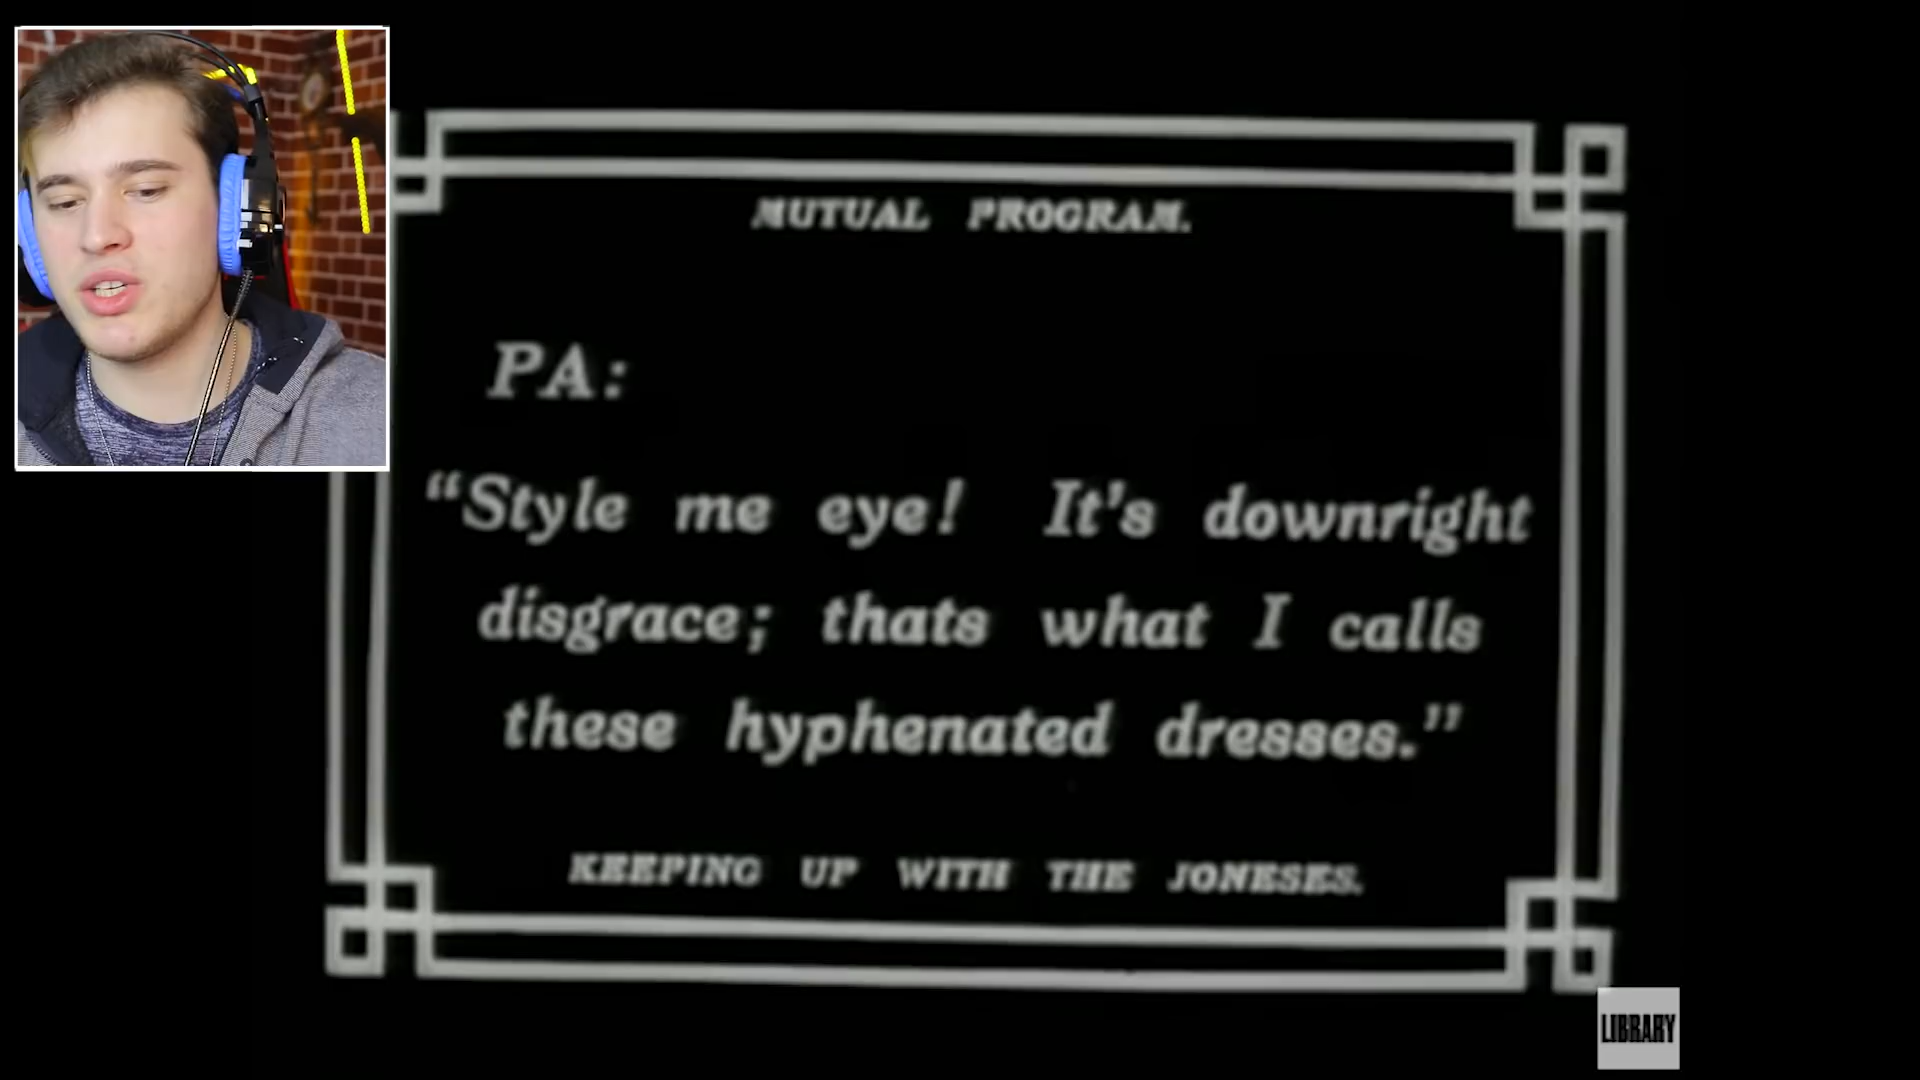 MUTUAL PROGRAM.
PA:
“Style me eye! It's downright
disgrace; thats what I calls
these hyphenated dresses.”
KEEPING UP WITH THE JONESES.
LIBRARY